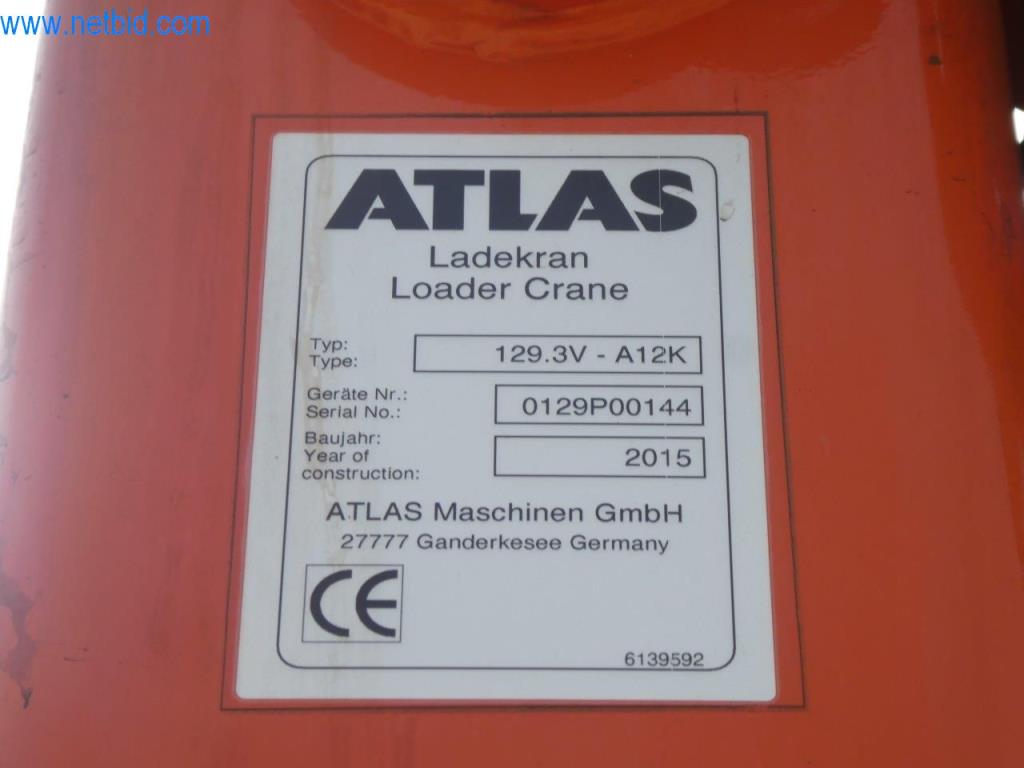 www.netbid.com
ATLAS
Ladekran
Loader Crane
Typ:
Type: 129.3V - A12K
Geräte Nr.:
Serial No.: 0129P00144
Baujahr:
Year of
construction: 2015
ATLAS Maschinen GmbH
27777 Ganderkesee Germany
CE
6139592